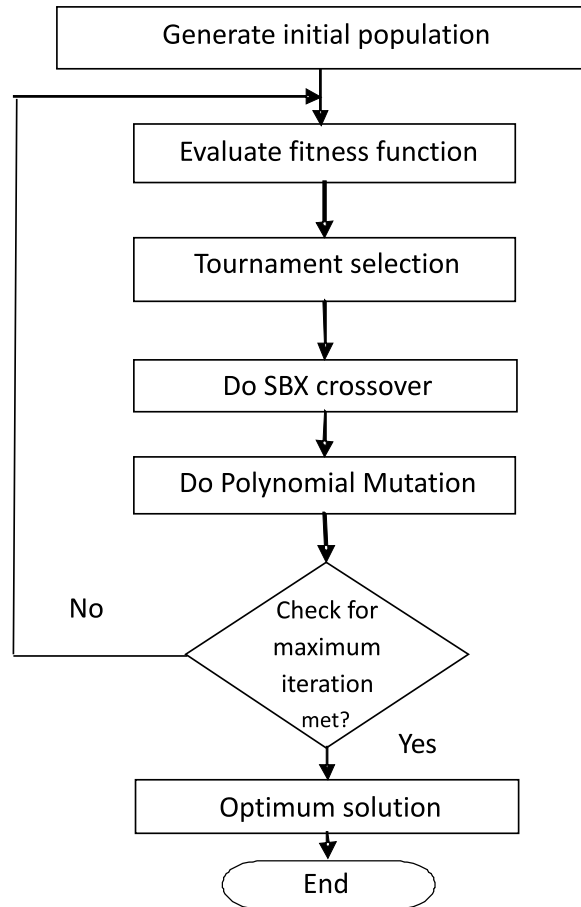 Generate initial population
Evaluate fitness function
Tournament selection
Do SBX crossover
Do Polynomial Mutation
No
Check for
maximum
iteration
met?
Yes
Optimum solution
End